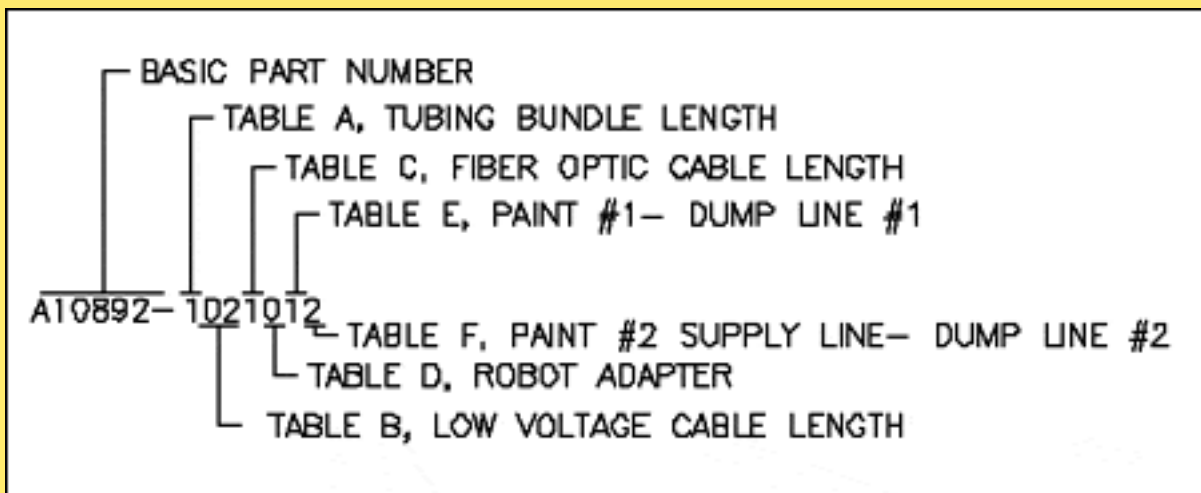 BASIC PART NUMBER
TABLE A, TUBING BUNDLE LENGTH
TABLE C, FIBER OPTIC CABLE LENGTH
TABLE E, PAINT #1– DUMP LINE #1
A10892–1021012
TABLE F, PAINT #2 SUPPLY LINE– DUMP LINE #2
TABLE D, ROBOT ADAPTER
TABLE B, LOW VOLTAGE CABLE LENGTH